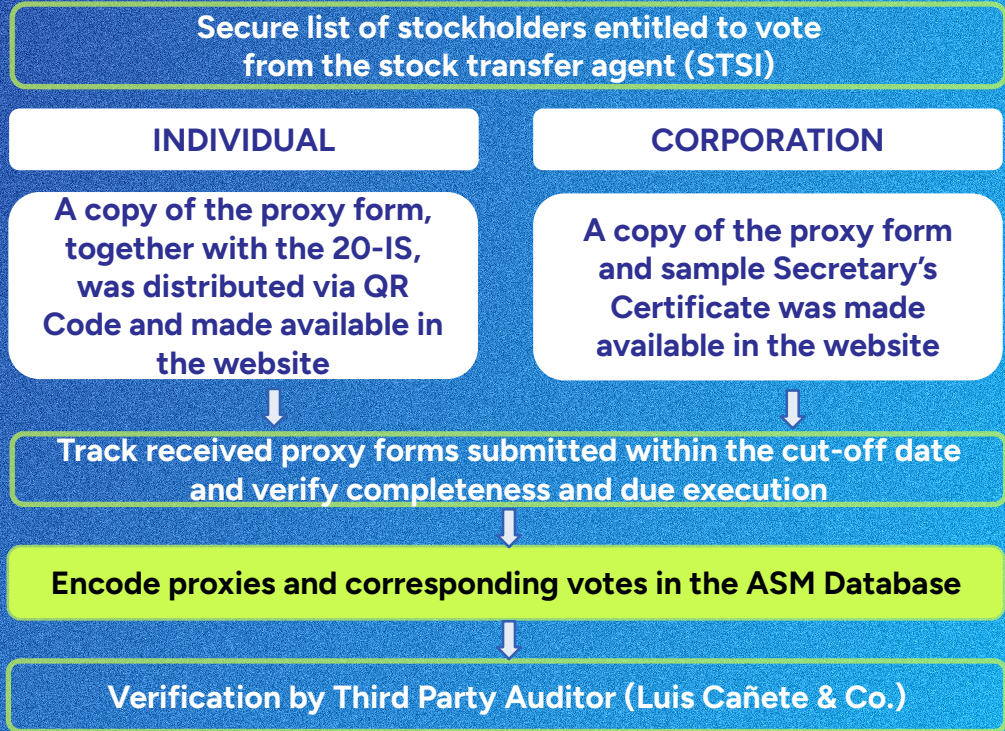 Secure list of stockholders entitled to vote
from the stock transfer agent (STSI)
INDIVIDUAL
A copy of the proxy form,
together with the 20-IS,
was distributed via QR
Code and made available in
the website
CORPORATION
A copy of the proxy form
and sample Secretary’s
Certificate was made
available in the website
Track received proxy forms submitted within the cut-off date
and verify completeness and due execution
Encode proxies and corresponding votes in the ASM Database
Verification by Third Party Auditor (Luis Cañete & Co.)